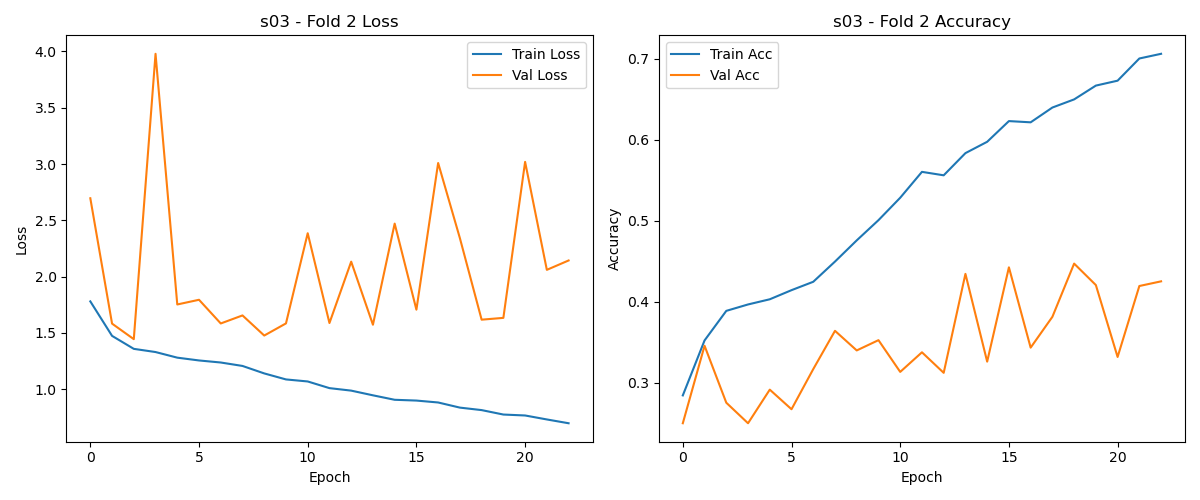 s03 - Fold 2 Loss
4.0
3.5
3.0
2.5
2.0
1.5
1.0
Loss
Train Loss
Val Loss
0
5
10
15
20
Epoch
s03 - Fold 2 Accuracy
0.7
0.6
0.5
0.4
0.3
Accuracy
Train Acc
Val Acc
0
5
10
15
20
Epoch